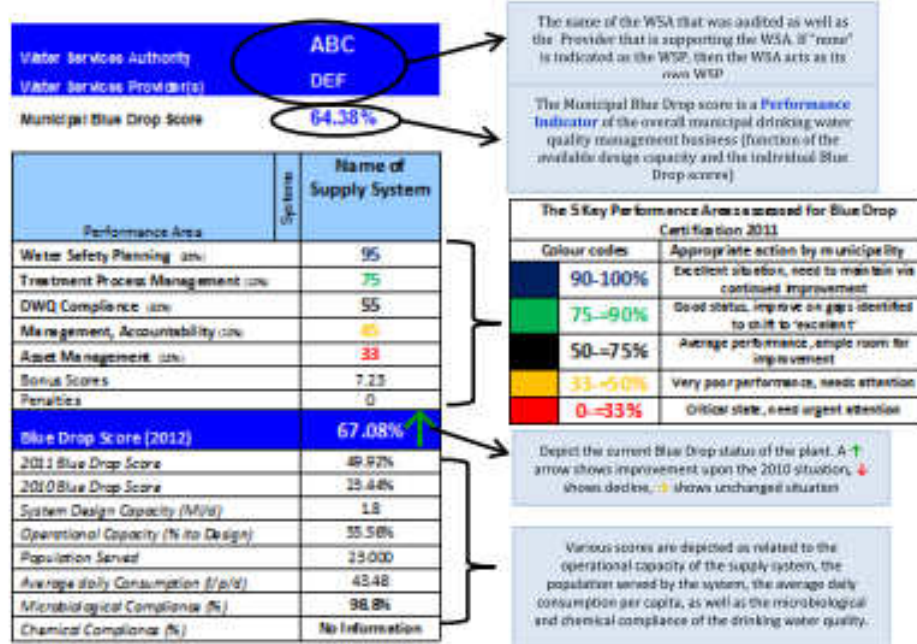 Water Services Authority
ABC
Water Services Provider(s)
DEF
Municipal Blue Drop Score
64.38%
The name of the WSA that was audited as well as
the Provider that is supporting the WSA. If "none"
is indicated as the WSP, then the WSA acts as its
own WSP
The Municipal Blue Drop score is a Performance
Indicator of the overall municipal drinking water
quality management business (function of the
available design capacity and the individual Blue
Drop scores)
Performance Area
Systems
Name of
Supply System
Water Safety Planning
95
Treatment Process Management
75
DWQ Compliance
55
Management, Accountability
45
Asset Management
33
Bonus Scores
7.23
Penalties
0
Blue Drop Score (2012)
67.08%
2011 Blue Drop Score
49.92%
2010 Blue Drop Score
23.44%
System Design Capacity (Ml/d)
1.8
Operational Capacity (% ito Design)
55.56%
Population Served
23 000
Average daily Consumption (l/p/d)
43.48
Microbiological Compliance (%)
98.8%
Chemical Compliance (%)
No Information
The 5 Key Performance Areas assessed for Blue Drop
Certification 2011
Colour codes
Appropriate action by municipality
90-100%
Excellent situation, need to maintain via
continued improvement
75-<90%
Good status, improve on gaps identified
to shift to 'excellent'
50-<75%
Average performance, ample room for
improvement
33-<50%
Very poor performance, needs attention
0-<33%
Critical state, need urgent attention
Depict the current Blue Drop status of the plant. A ↑
arrow shows improvement upon the 2010 situation, ↓
shows decline, → shows unchanged situation
Various scores are depicted as related to the
operational capacity of the supply system, the
population served by the system, the average daily
consumption per capita, as well as the microbiological
and chemical compliance of the drinking water quality.